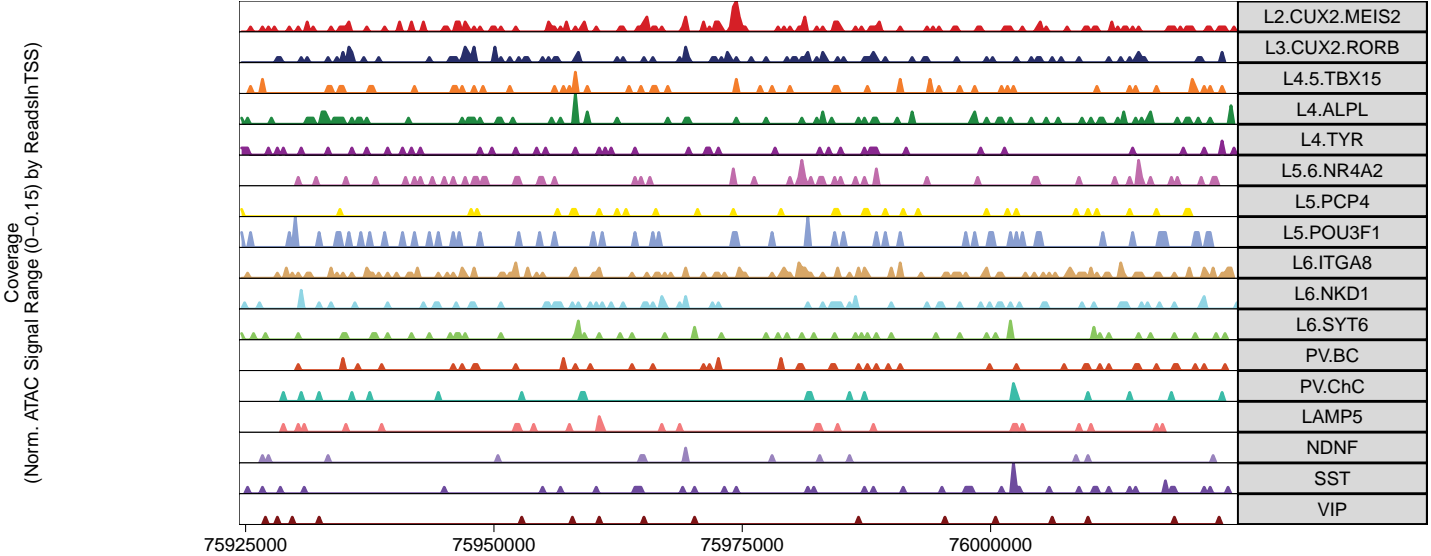 Coverage
(Norm. ATAC Signal Range (0−0.15) by ReadsInTSS)
L2.CUX2.MEIS2
L3.CUX2.RORB
L4.5.TBX15
L4.ALPL
L4.TYR
L5.6.NR4A2
L5.PCP4
L5.POU3F1
L6.ITGA8
L6.NKD1
L6.SYT6
PV.BC
PV.ChC
LAMP5
NDNF
SST
VIP
75925000 75950000 75975000 76000000